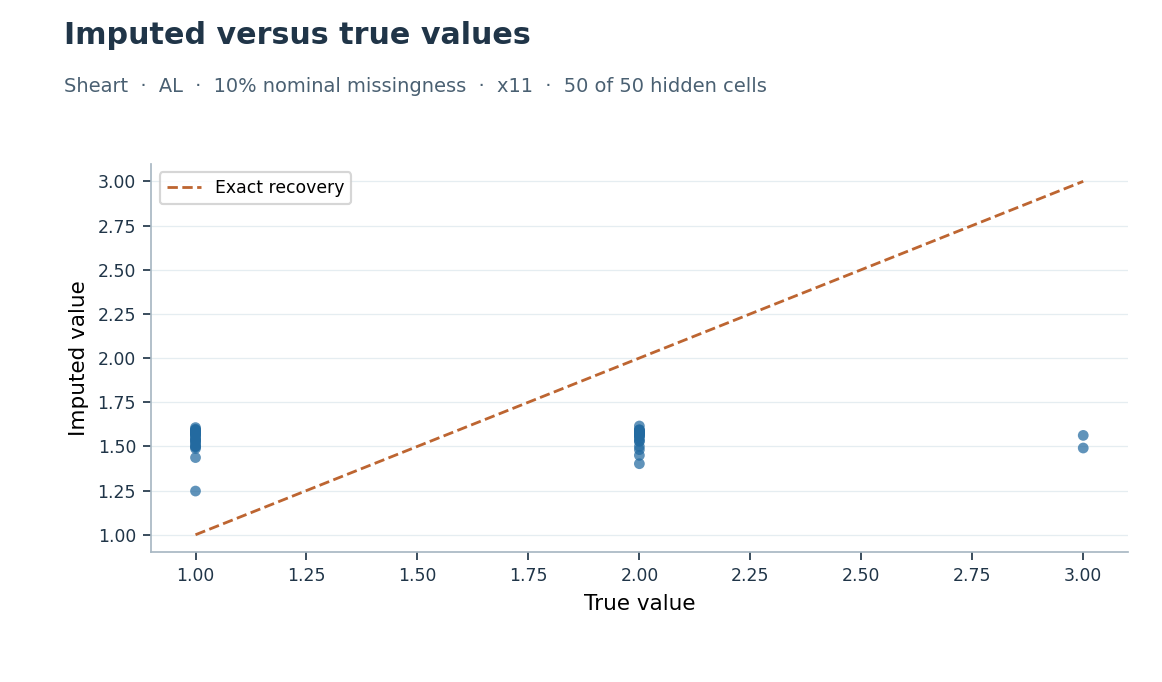 Imputed versus true values
Sheart · AL · 10% nominal missingness · x11 · 50 of 50 hidden cells
Exact recovery
3.00
2.75
2.50
2.25
2.00
1.75
1.50
1.25
1.00
Imputed value
1.00 1.25 1.50 1.75 2.00 2.25 2.50 2.75 3.00
True value